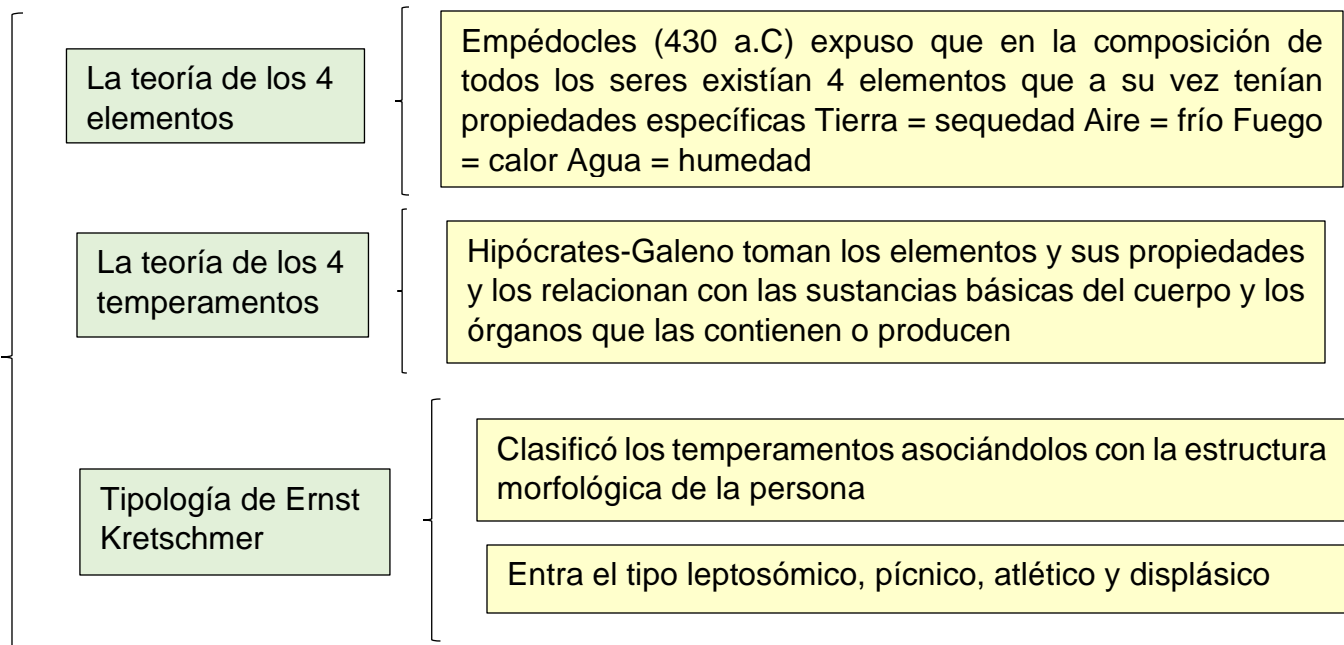 La teoría de los 4
elementos
Empédocles (430 a.C) expuso que en la composición de
todos los seres existían 4 elementos que a su vez tenían
propiedades específicas Tierra = sequedad Aire = frío Fuego
= calor Agua = humedad
La teoría de los 4
temperamentos
Hipócrates-Galeno toman los elementos y sus propiedades
y los relacionan con las sustancias básicas del cuerpo y los
órganos que las contienen o producen
Tipología de Ernst
Kretschmer
Clasificó los temperamentos asociándolos con la estructura
morfológica de la persona
Entra el tipo leptosómico, pícnico, atlético y displásico